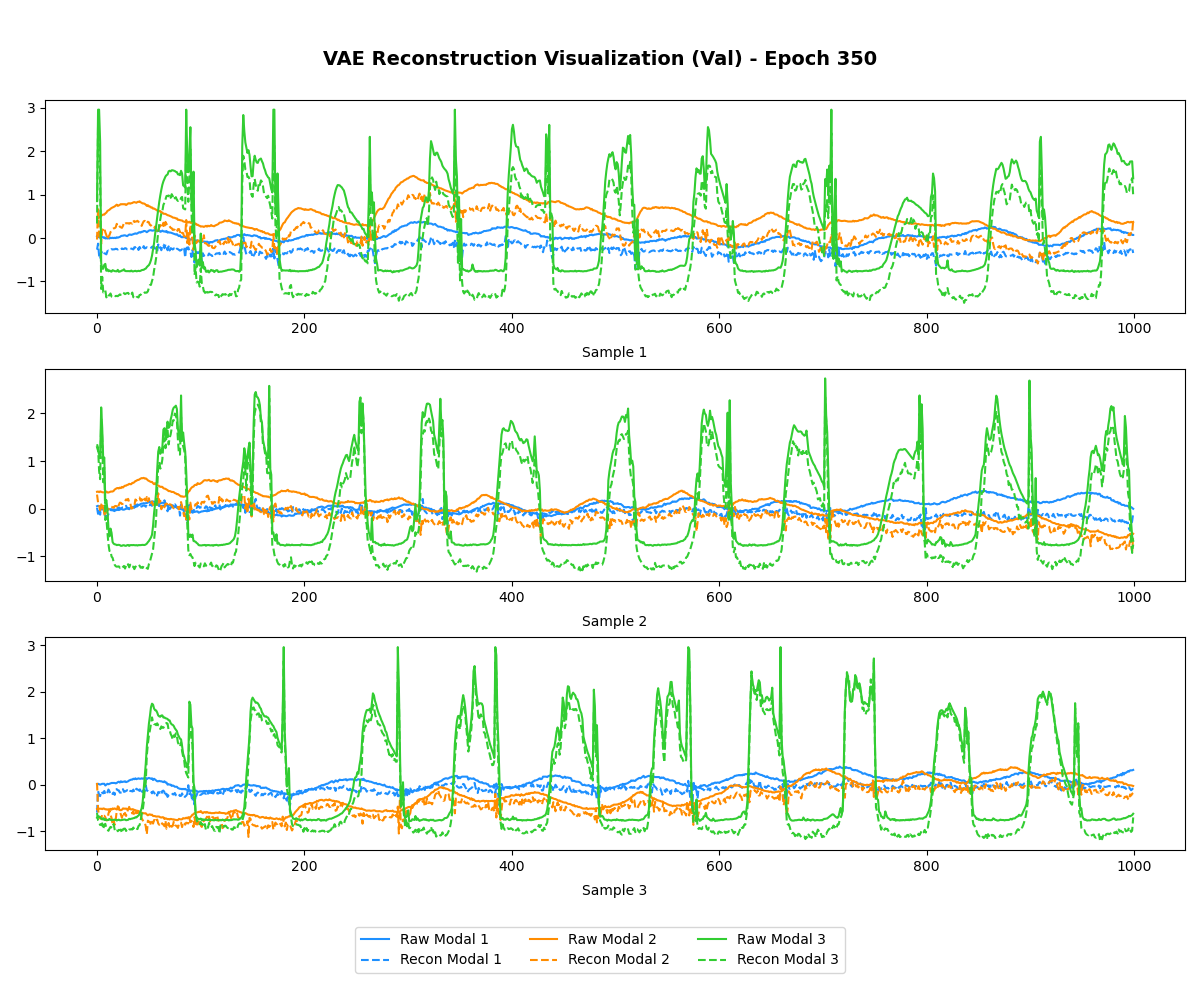 VAE Reconstruction Visualization (Val) - Epoch 350
3
2
1
0
−1
0 200 400 600 800 1000
Sample 1
2
1
0
−1
0 200 400 600 800 1000
Sample 2
3
2
1
0
−1
0 200 400 600 800 1000
Sample 3
Raw Modal 1 Raw Modal 2 Raw Modal 3
Recon Modal 1 Recon Modal 2 Recon Modal 3